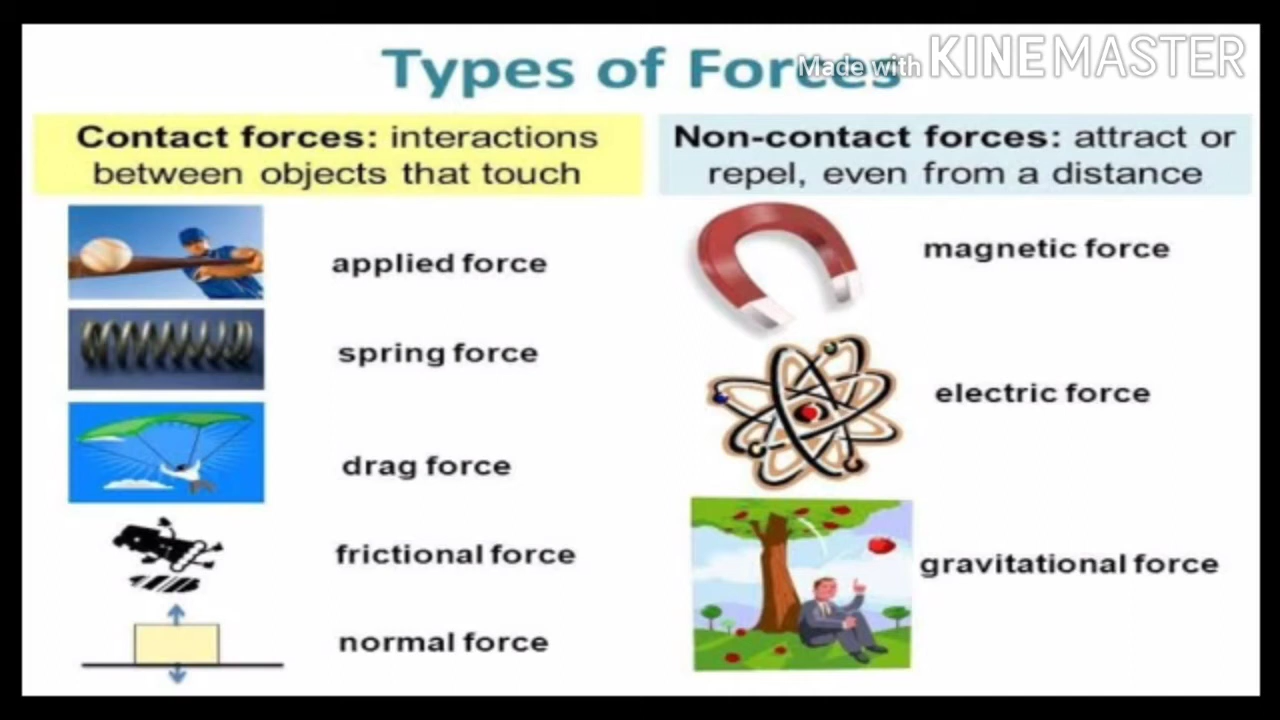 Types of Forces
Made with KINEMASTER
Contact forces: interactions
between objects that touch
Non-contact forces: attract or
repel, even from a distance
applied force
spring force
drag force
frictional force
normal force
magnetic force
electric force
gravitational force